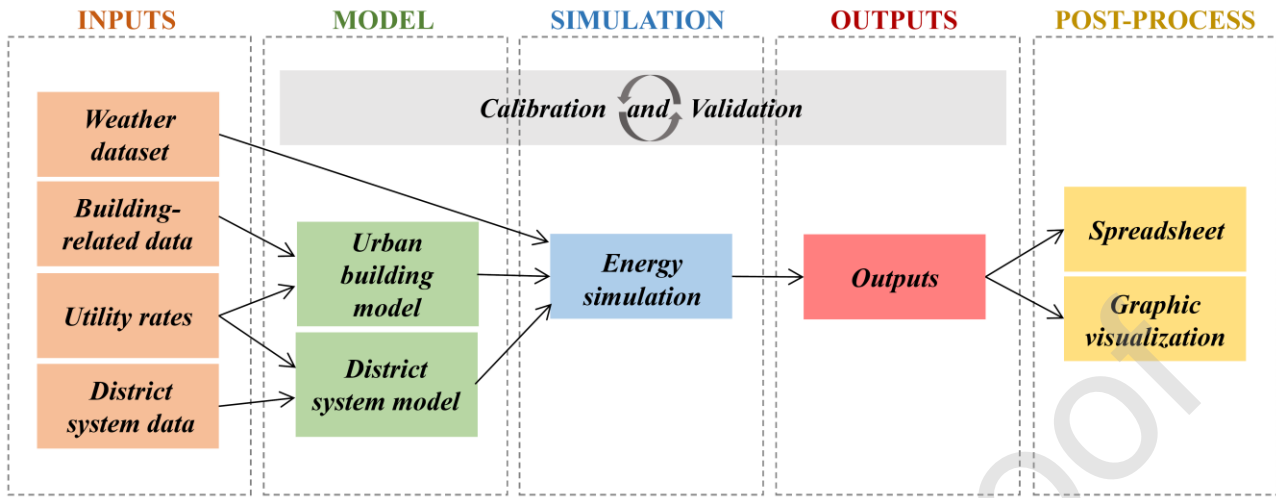 INPUTS
MODEL
SIMULATION
OUTPUTS
POST-PROCESS
Calibration and Validation
Weather
dataset
Building-
related data
Utility rates
District
system data
Urban
building
model
District
system model
Energy
simulation
Outputs
Spreadsheet
Graphic
visualization